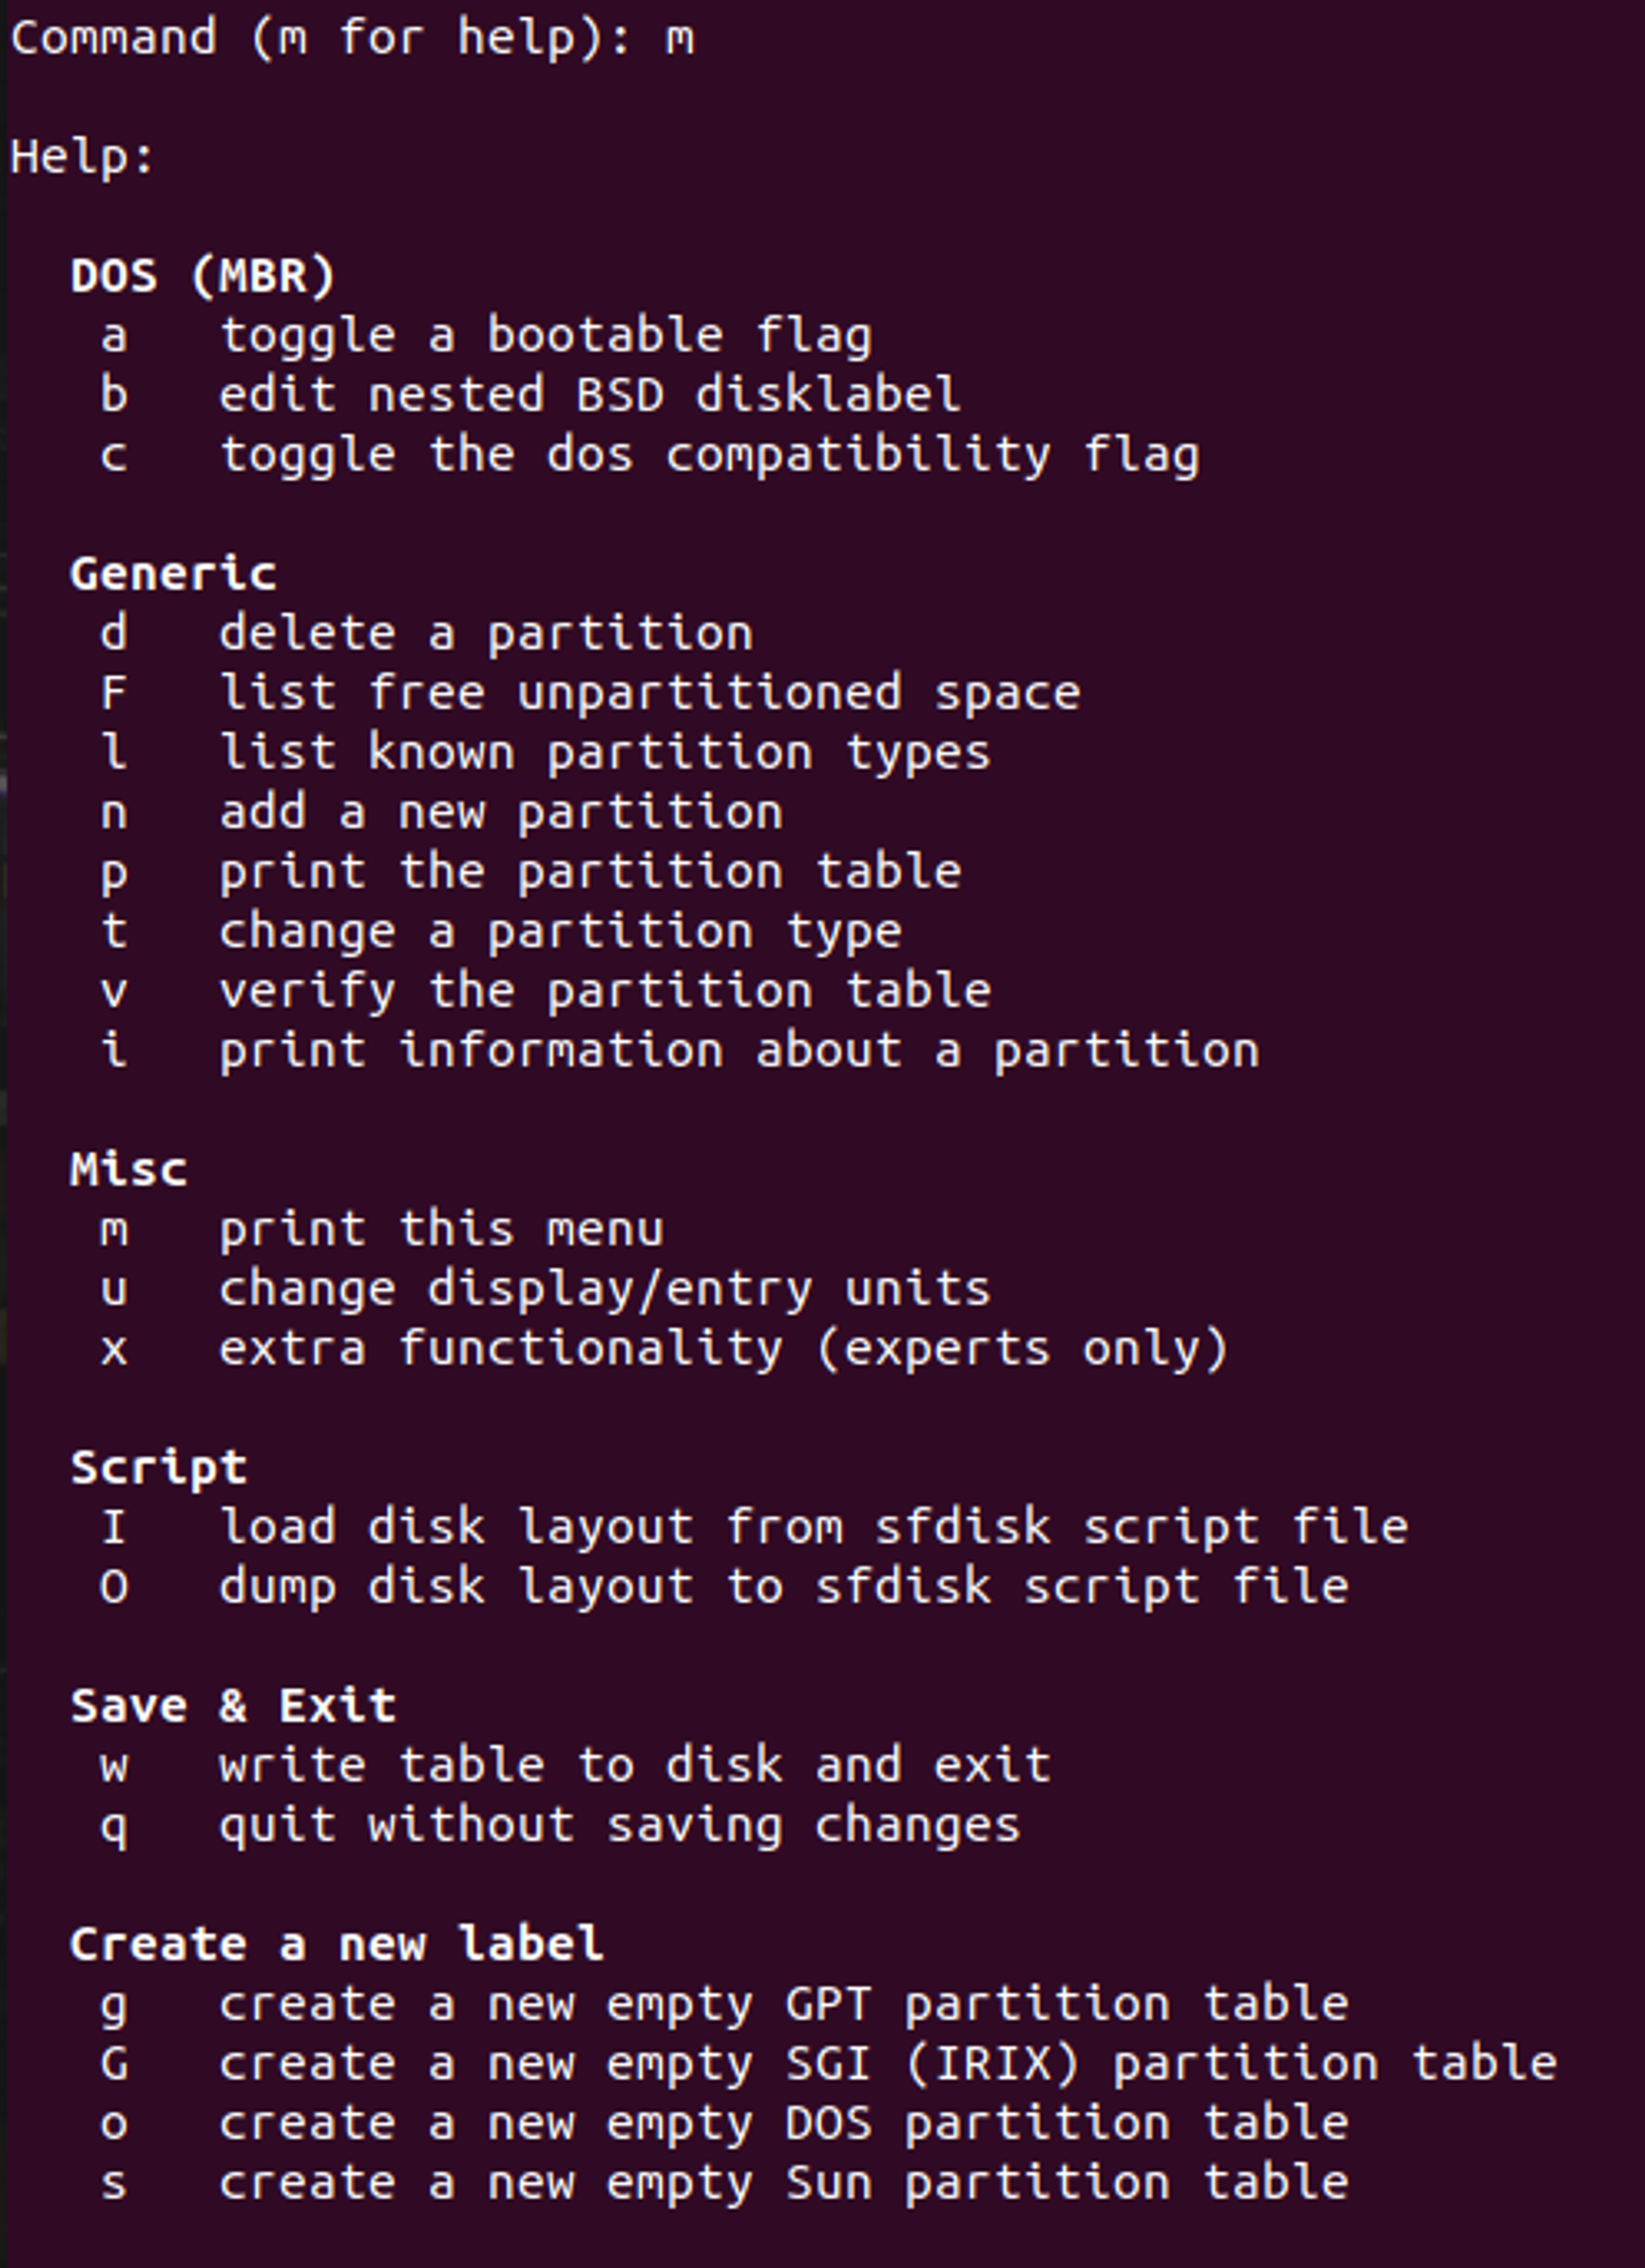 Command (m for help): m
Help:
DOS (MBR)
a   toggle a bootable flag
b   edit nested BSD disklabel
c   toggle the dos compatibility flag
Generic
d   delete a partition
F   list free unpartitioned space
l   list known partition types
n   add a new partition
p   print the partition table
t   change a partition type
v   verify the partition table
i   print information about a partition
Misc
m   print this menu
u   change display/entry units
x   extra functionality (experts only)
Script
I   load disk layout from sfdisk script file
O   dump disk layout to sfdisk script file
Save & Exit
w   write table to disk and exit
q   quit without saving changes
Create a new label
g   create a new empty GPT partition table
G   create a new empty SGI (IRIX) partition table
o   create a new empty DOS partition table
s   create a new empty Sun partition table